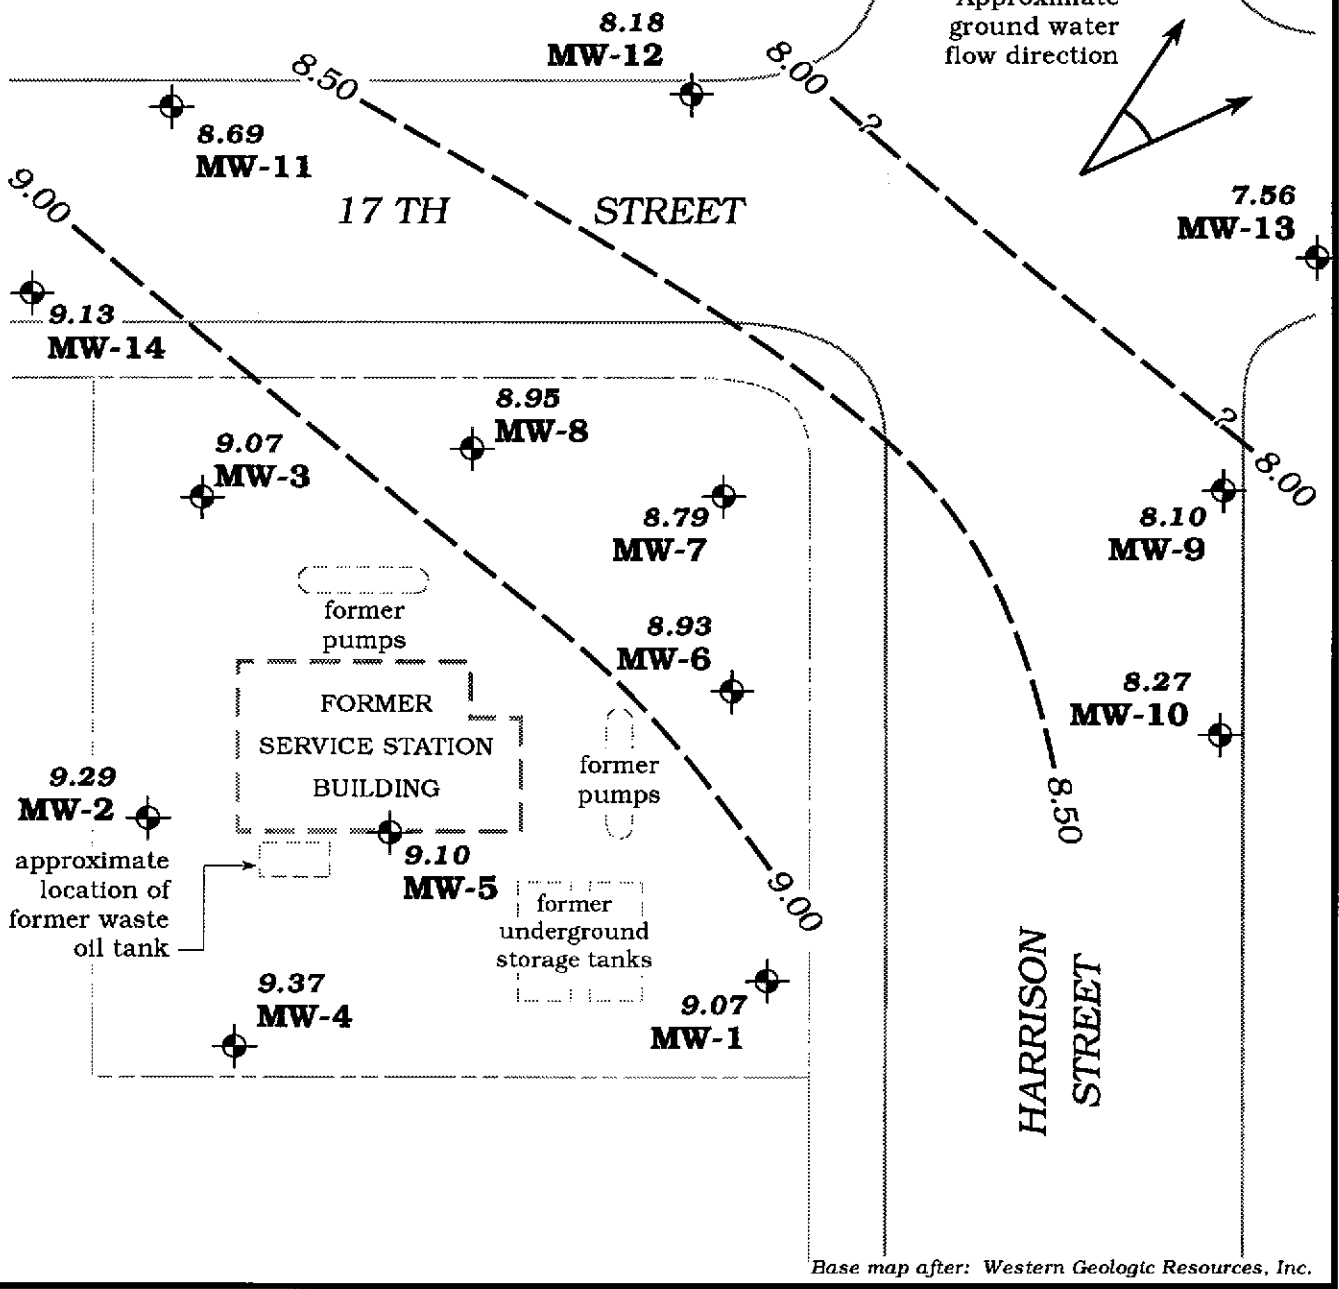 Approximate
ground water
flow direction
8.18
MW-12
8.00
8.50
?
8.69
MW-11
9.00
17 TH STREET
7.56
MW-13
9.13
MW-14
8.95
MW-8
9.07
MW-3
?
8.00
8.79
MW-7
8.10
MW-9
former
pumps
8.93
MW-6
8.27
MW-10
FORMER
SERVICE STATION
BUILDING
former
pumps
9.29
MW-2
8.50
approximate
location of
former waste
oil tank
9.10
MW-5
9.00
former
underground
storage tanks
9.37
MW-4
9.07
MW-1
HARRISON
STREET
Base map after: Western Geologic Resources, Inc.